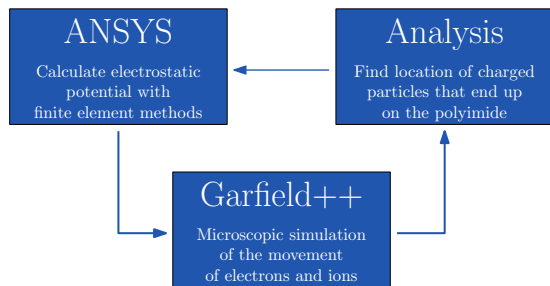 ANSYS
Calculate electrostatic
potential with
finite element methods
Analysis
Find location of charged
particles that end up
on the polyimide
Garfield++
Microscopic simulation
of the movement
of electrons and ions